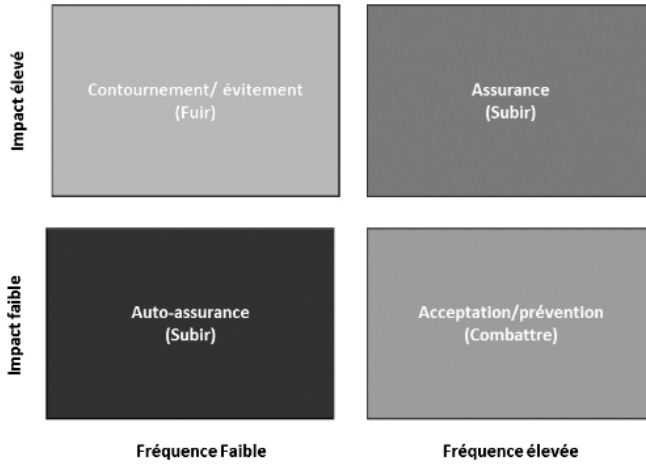 Impact élevé
Contournement/ évitement
(Fuir)
Assurance
(Subir)
Impact faible
Auto-assurance
(Subir)
Acceptation/prévention
(Combattre)
Fréquence Faible
Fréquence élevée